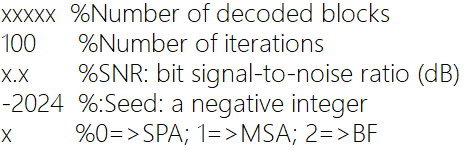 xxxxx %Number of decoded blocks
100 %Number of iterations
x.x %SNR: bit signal-to-noise ratio (dB)
-2024 %:Seed: a negative integer
x %0=>SPA; 1=>MSA; 2=>BF